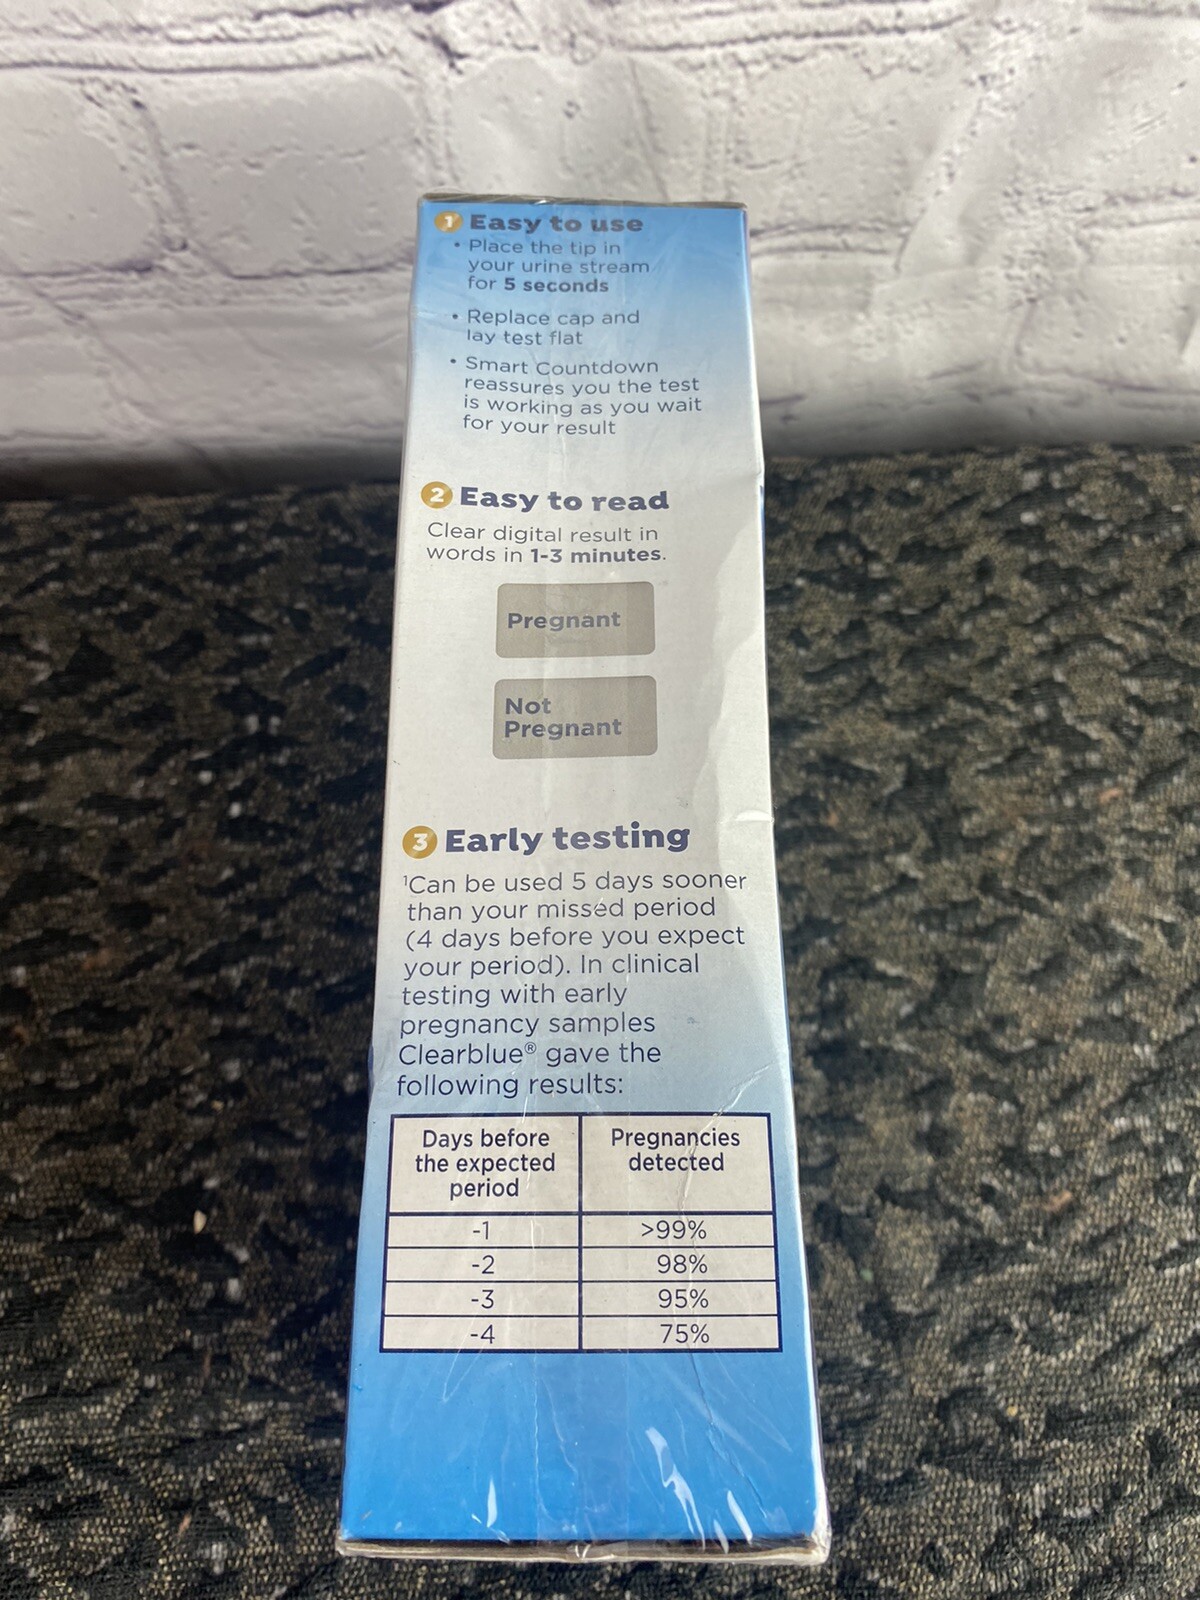 1 Easy to use
• Place the tip in
your urine stream
for 5 seconds
• Replace cap and
lay test flat
• Smart Countdown
reassures you the test
is working as you wait
for your result
2 Easy to read
Clear digital result in
words in 1-3 minutes.
Pregnant
Not
Pregnant
3 Early testing
¹Can be used 5 days sooner
than your missed period
(4 days before you expect
your period). In clinical
testing with early
pregnancy samples
Clearblue® gave the
following results:
Days before the expected period | Pregnancies detected
-1 >99%
-2 98%
-3 95%
-4 75%